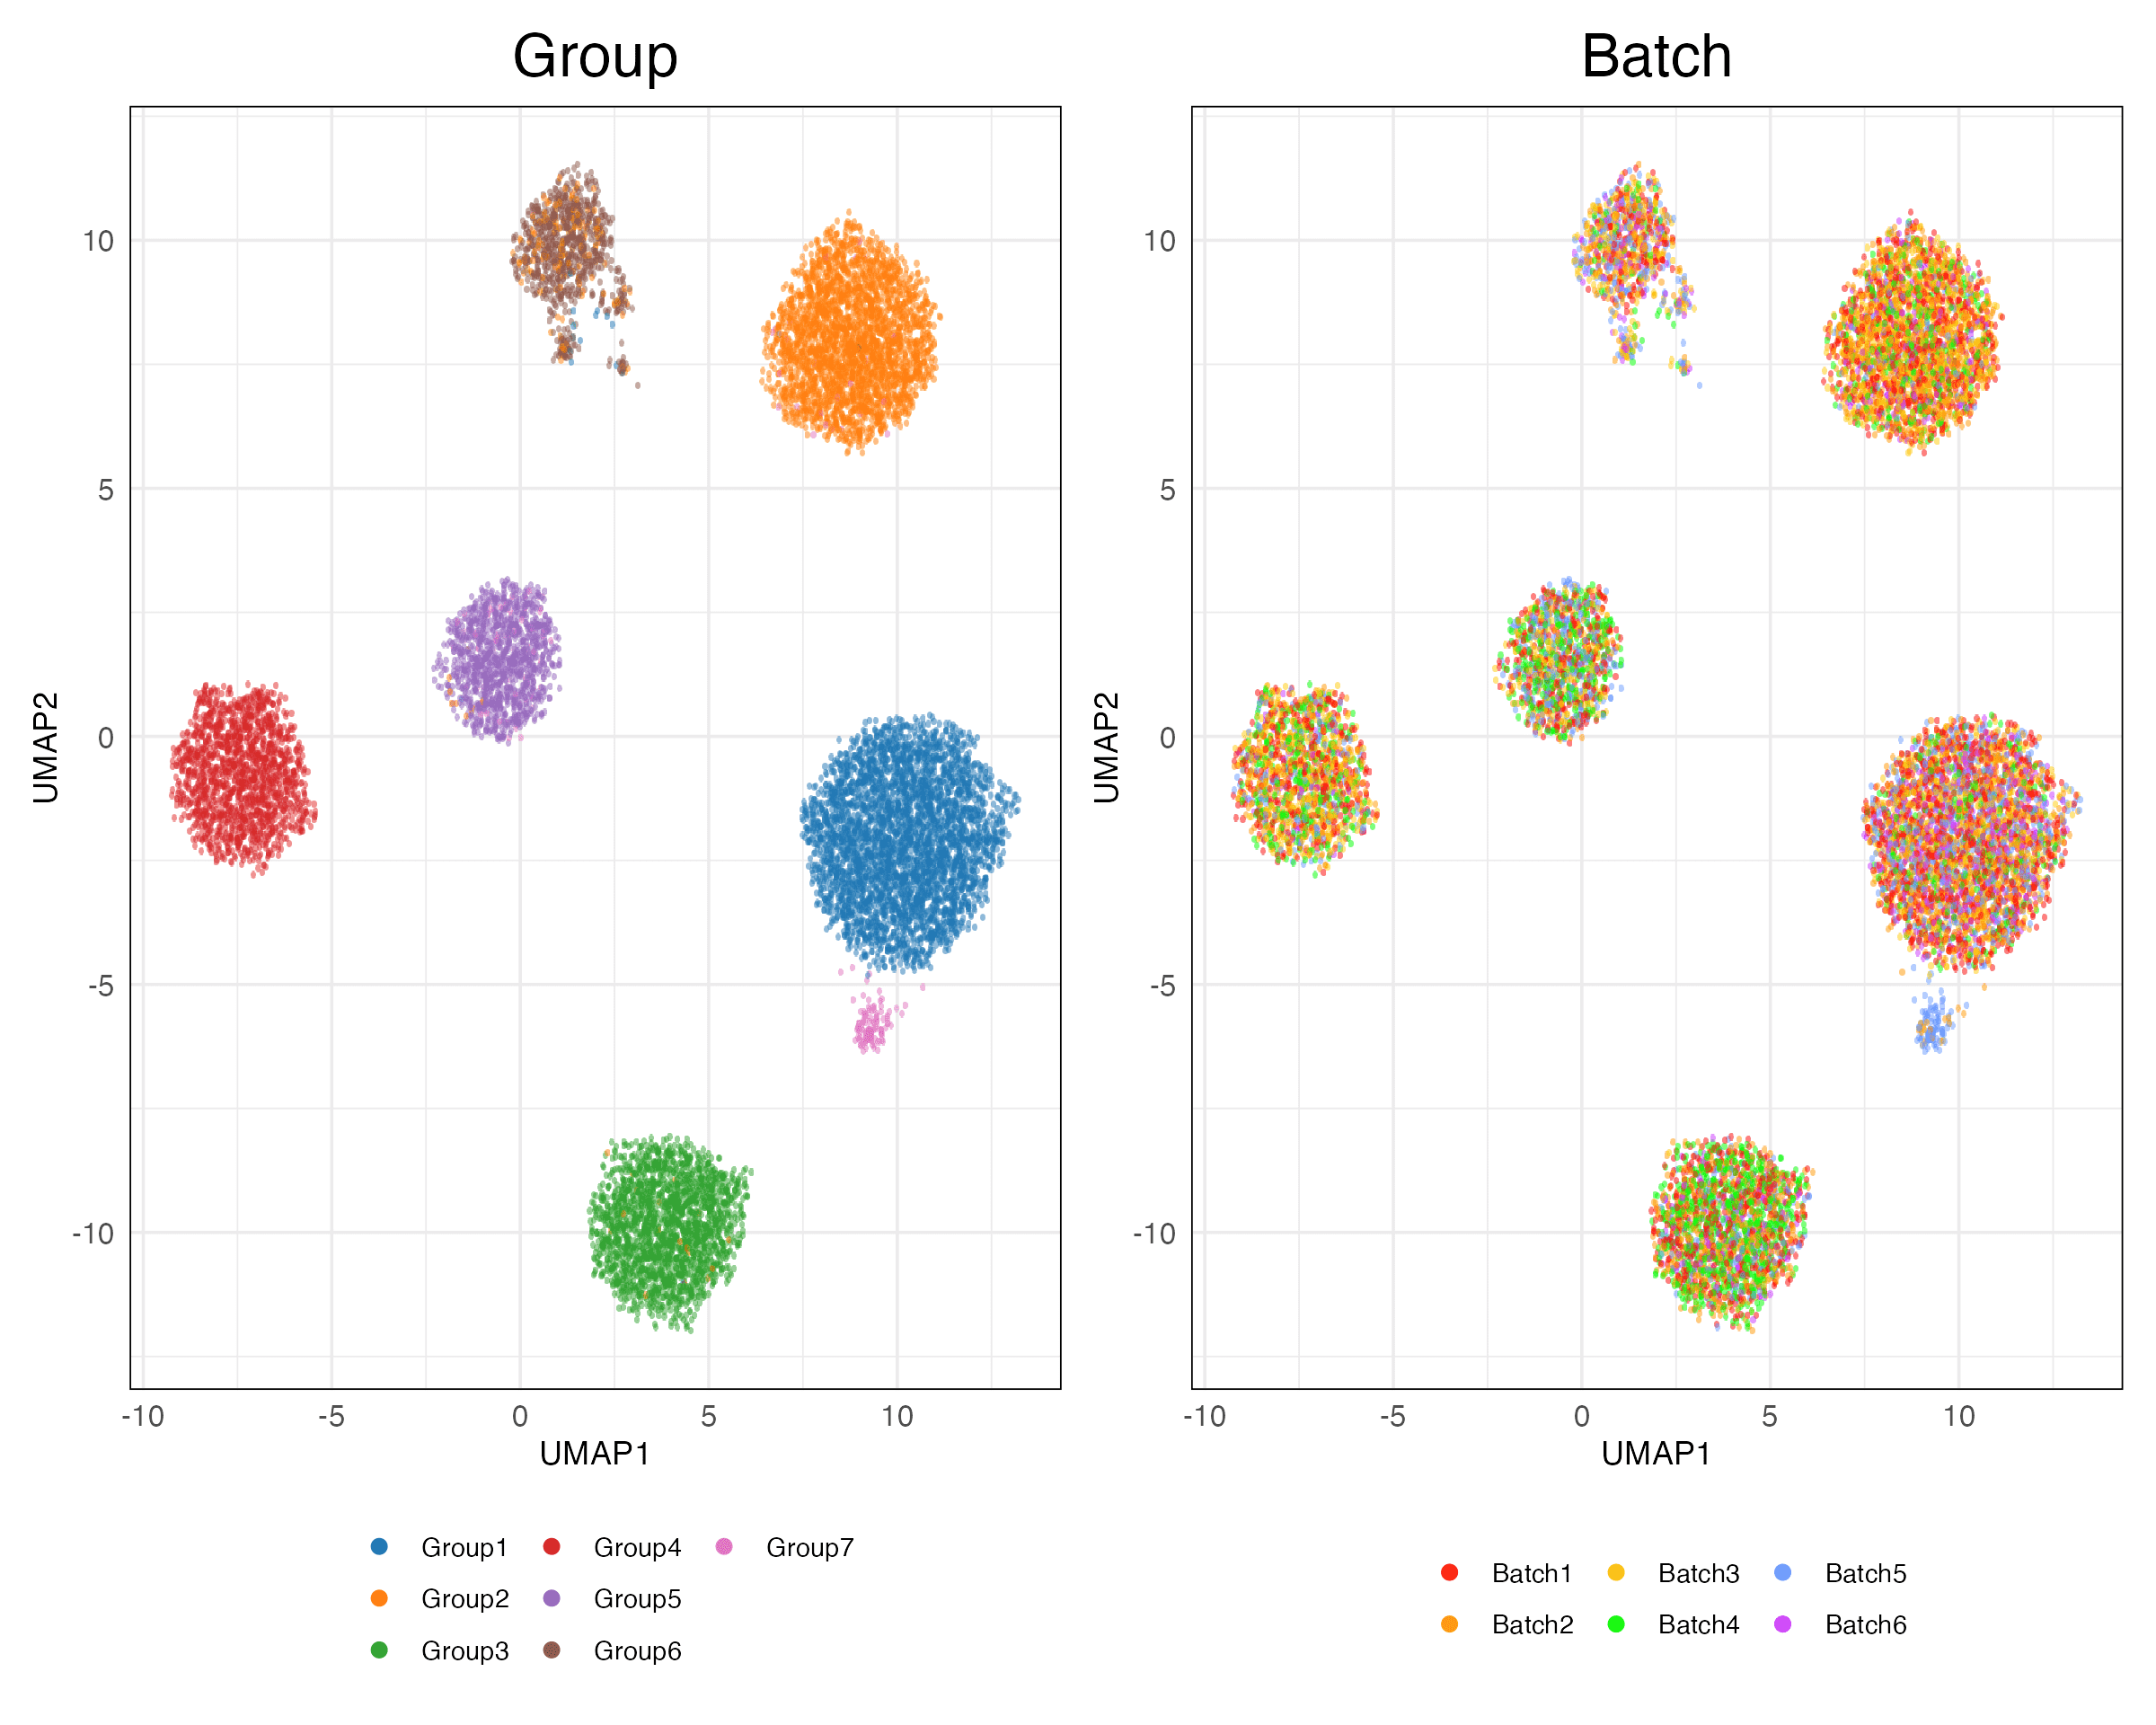 Group
Batch
UMAP2
10
5
0
-5
-10
-10 -5 0 5 10
UMAP1
UMAP2
10
5
0
-5
-10
-10 -5 0 5 10
UMAP1
Group1 Group4 Group7
Group2 Group5
Group3 Group6
Batch1 Batch3 Batch5
Batch2 Batch4 Batch6